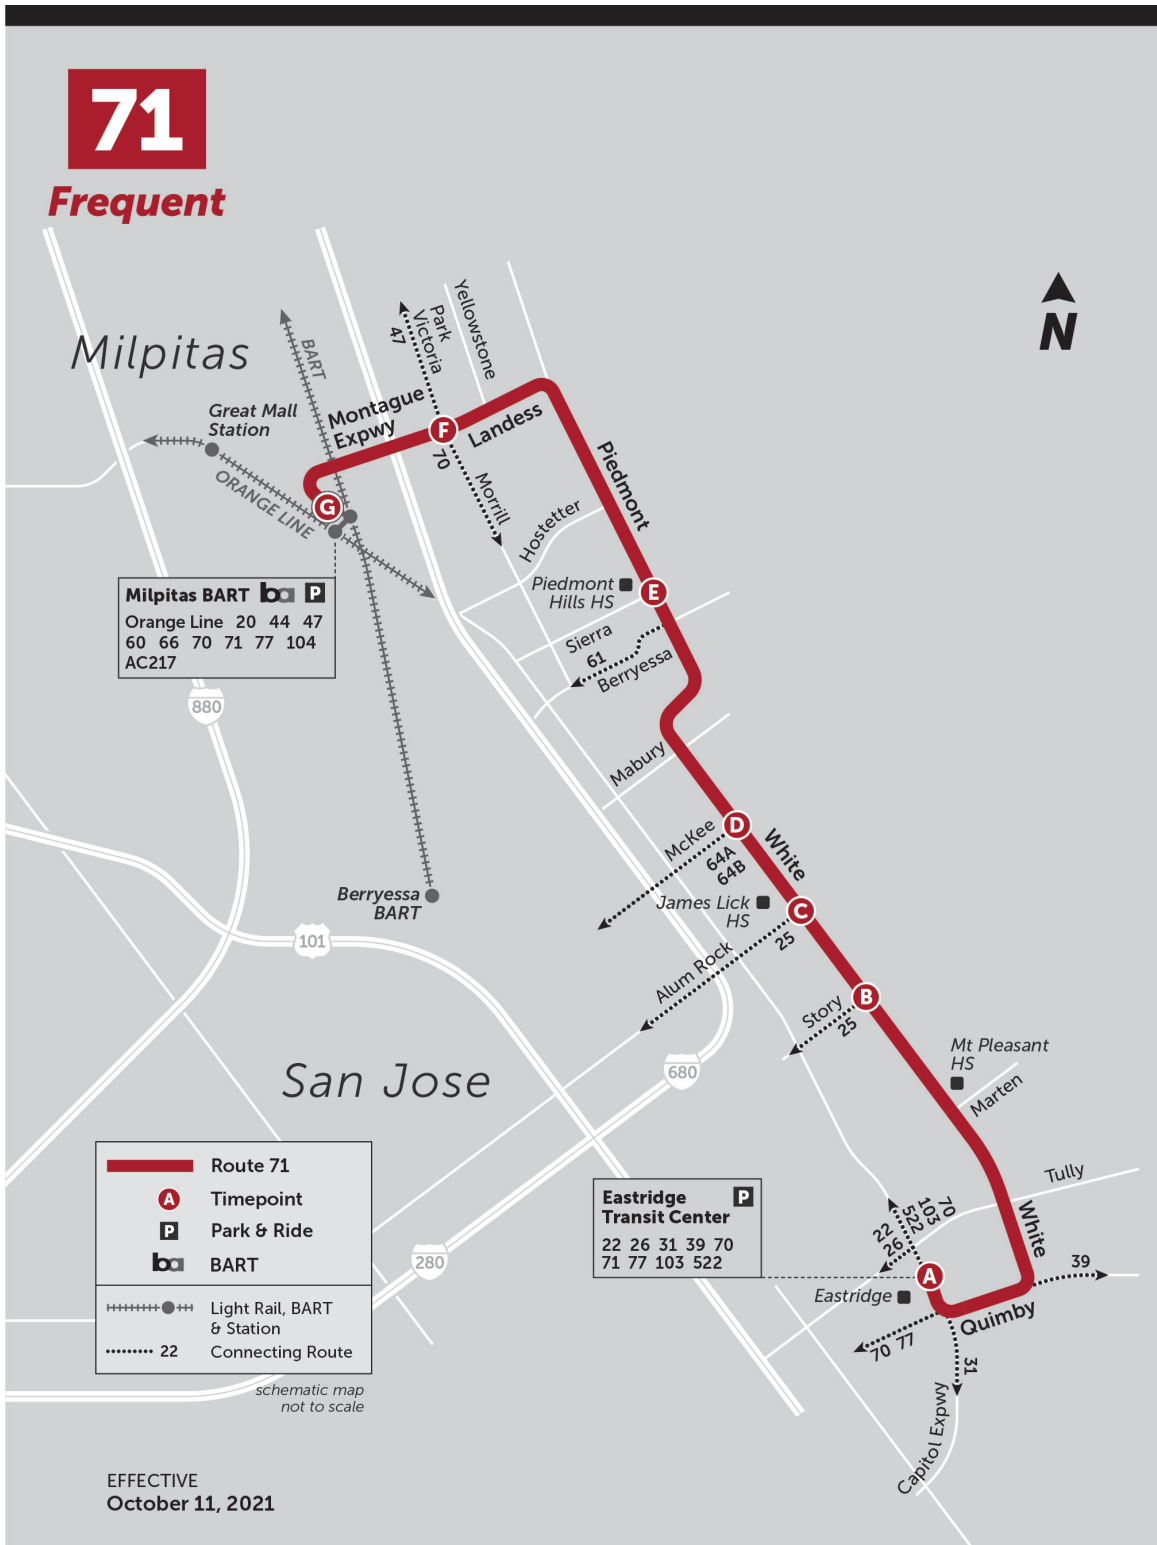 71
Frequent
N
Milpitas
BART
47
Park
Victoria
Yellowstone
Great Mall
Station
Montague
Expwy
F
Landess
70
Morrill
ORANGE LINE
G
Piedmont
Hostetter
Piedmont
Hills HS
E
Milpitas BART ba P
Orange Line 20 44 47
60 66 70 71 77 104
AC217
Sierra
61
Berryessa
880
Mabury
McKee
D
64A
64B
White
Berryessa
BART
James Lick
HS
C
25
101
Alum Rock
Story
B
25
Mt Pleasant
HS
Marten
San Jose
680
Route 71
A Timepoint
P Park & Ride
ba BART
Light Rail, BART
& Station
22 Connecting Route
schematic map
not to scale
280
Eastridge P
Transit Center
22 26 31 39 70
71 77 103 522
Tully
22
26
522
103
70
White
A
39
Eastridge
Quimby
70 77
31
Capitol Expwy
EFFECTIVE
October 11, 2021